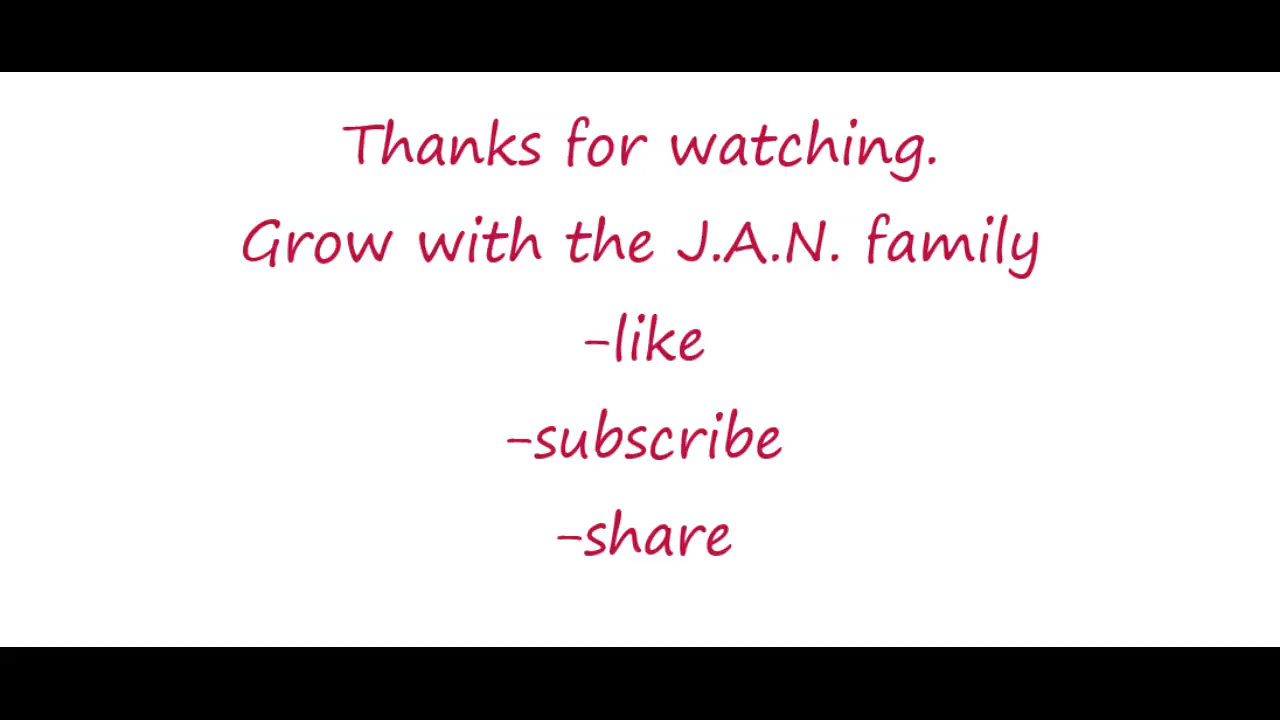 Thanks for watching.
Grow with the J.A.N. family
-like
-subscribe
-share